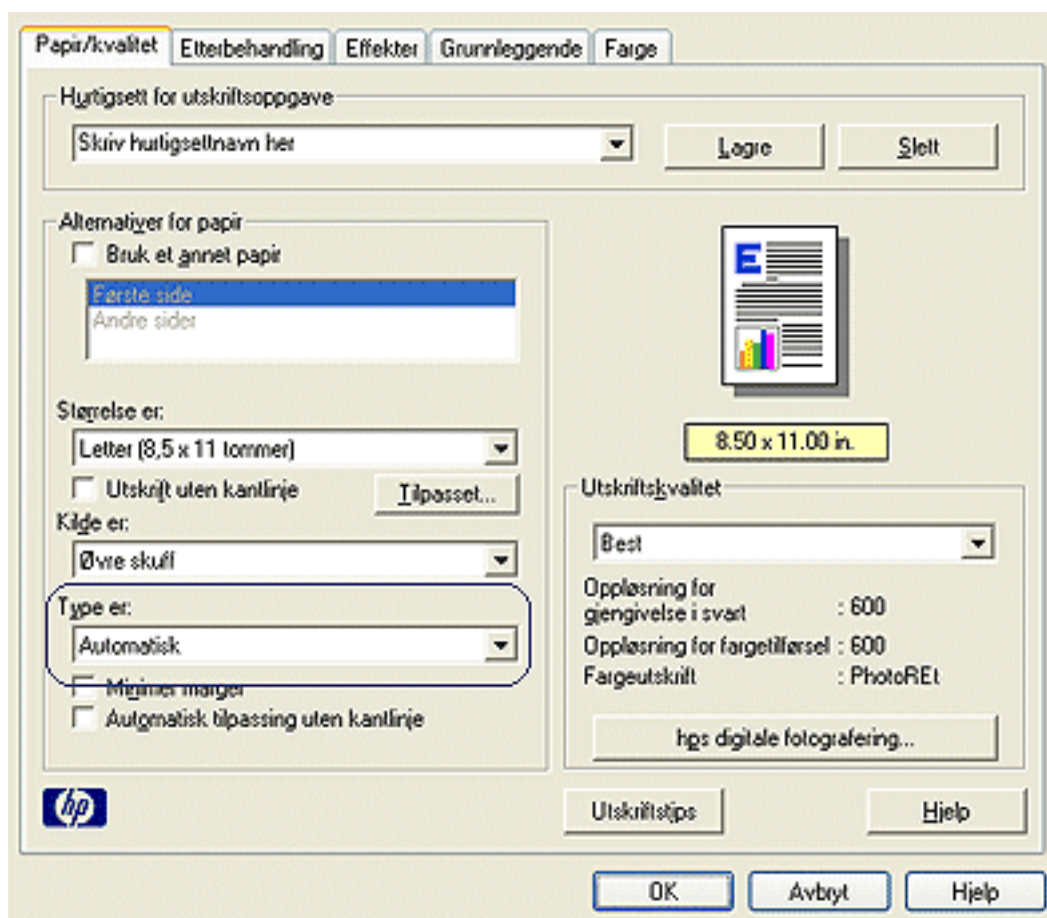 Papir/kvalitet Etterbehandling Effekter Grunnleggende Farge
Hurtigsett for utskriftsoppgave
Skriv hurtigsettnavn her
Lagre
Slett
Alternativer for papir
Bruk et annet papir
Første side
Andre sider
Størrelse er:
Letter (8,5 x 11 tommer)
Utskrift uten kantlinje
Tilpasset...
Kilde er:
Øvre skuff
Type er:
Automatisk
Minimer marger
Automatisk tilpassing uten kantlinje
E
8.50 x 11.00 in.
Utskriftskvalitet
Best
Oppløsning for
gjengivelse i svart : 600
Oppløsning for fargetilførsel : 600
Fargeutskrift : PhotoREt
hps digitale fotografering...
hp
Utskriftstips
Hjelp
OK
Avbryt
Hjelp